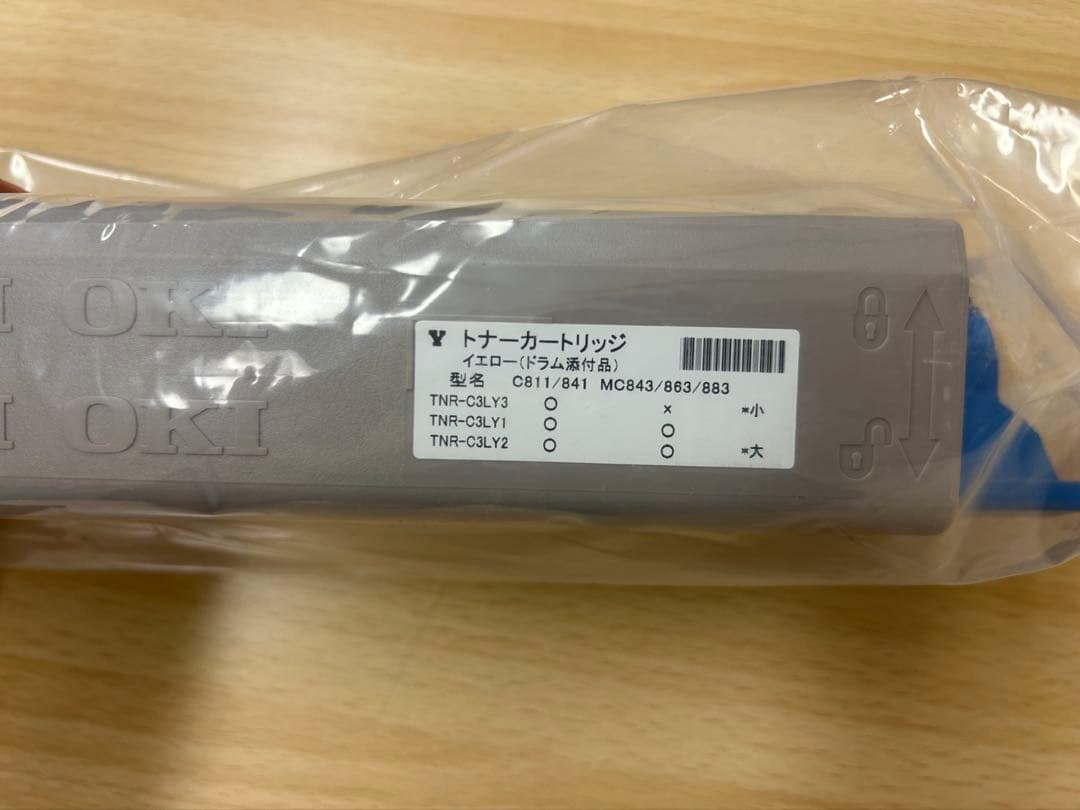 OKI
OKI
Y トナーカートリッジ
イエロー(ドラム添付品)
型名 C811/841 MC843/863/883
TNR-C3LY3 ○ × *小
TNR-C3LY1 ○ ○
TNR-C3LY2 ○ ○ *大